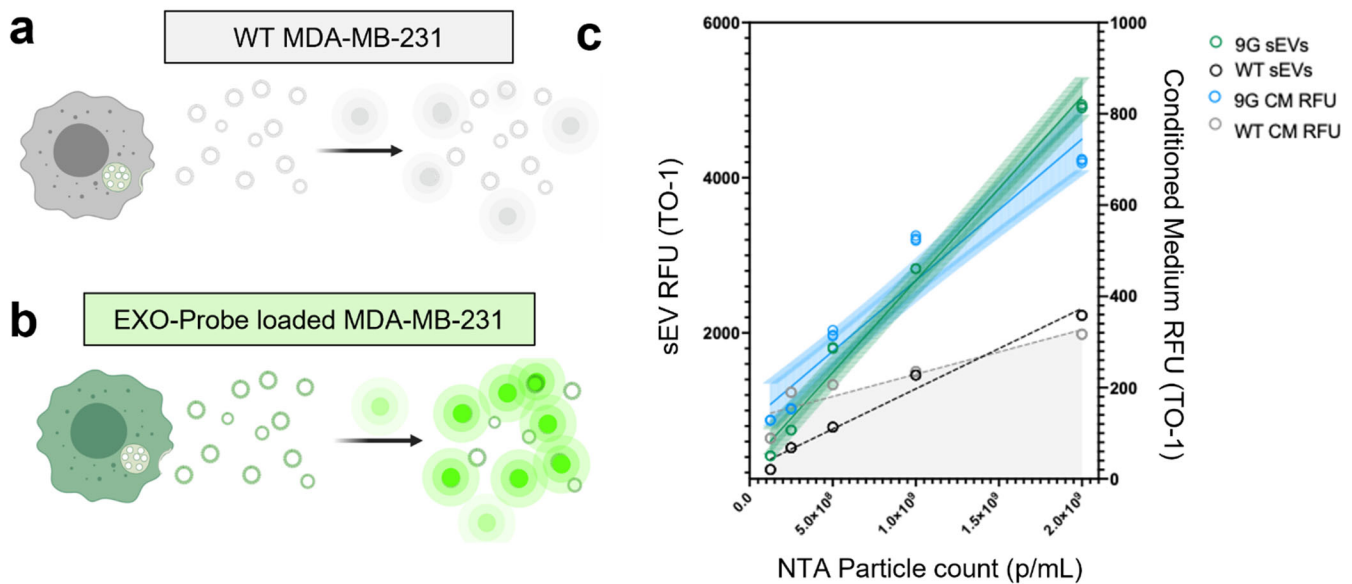 a
WT MDA-MB-231
b
EXO-Probe loaded MDA-MB-231
c
6000
4000
2000
sEV RFU (TO-1)
1000
800
600
400
200
0
Conditioned Medium RFU (TO-1)
0.0
5.0×10⁸
1.0×10⁹
1.5×10⁹
2.0×10⁹
NTA Particle count (p/mL)
9G sEVs
WT sEVs
9G CM RFU
WT CM RFU